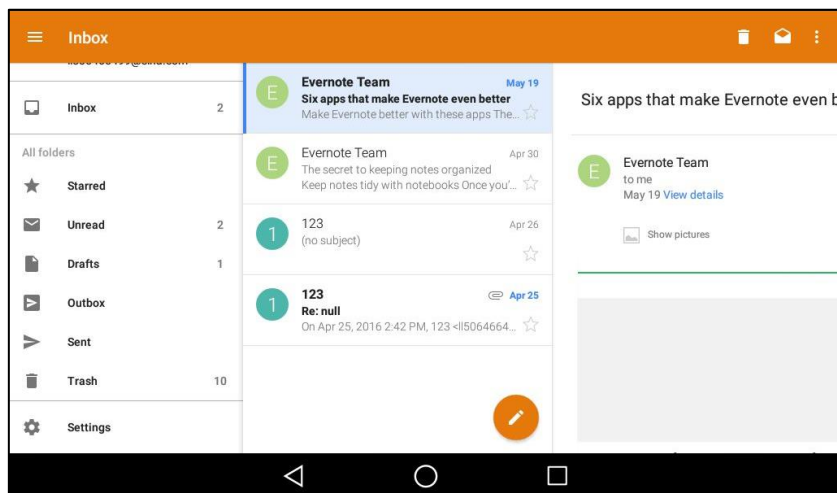 Inbox
Inbox 2
All folders
Starred
Unread 2
Drafts 1
Outbox
Sent
Trash 10
Settings
E
Evernote Team May 19
Six apps that make Evernote even better
Make Evernote better with these apps The...
E
Evernote Team Apr 30
The secret to keeping notes organized
Keep notes tidy with notebooks Once you'...
1
123 Apr 26
(no subject)
1
123 Apr 25
Re: null
On Apr 25, 2016 2:42 PM, 123 <ll5064664...
Six apps that make Evernote even b
E
Evernote Team
to me
May 19 View details
Show pictures